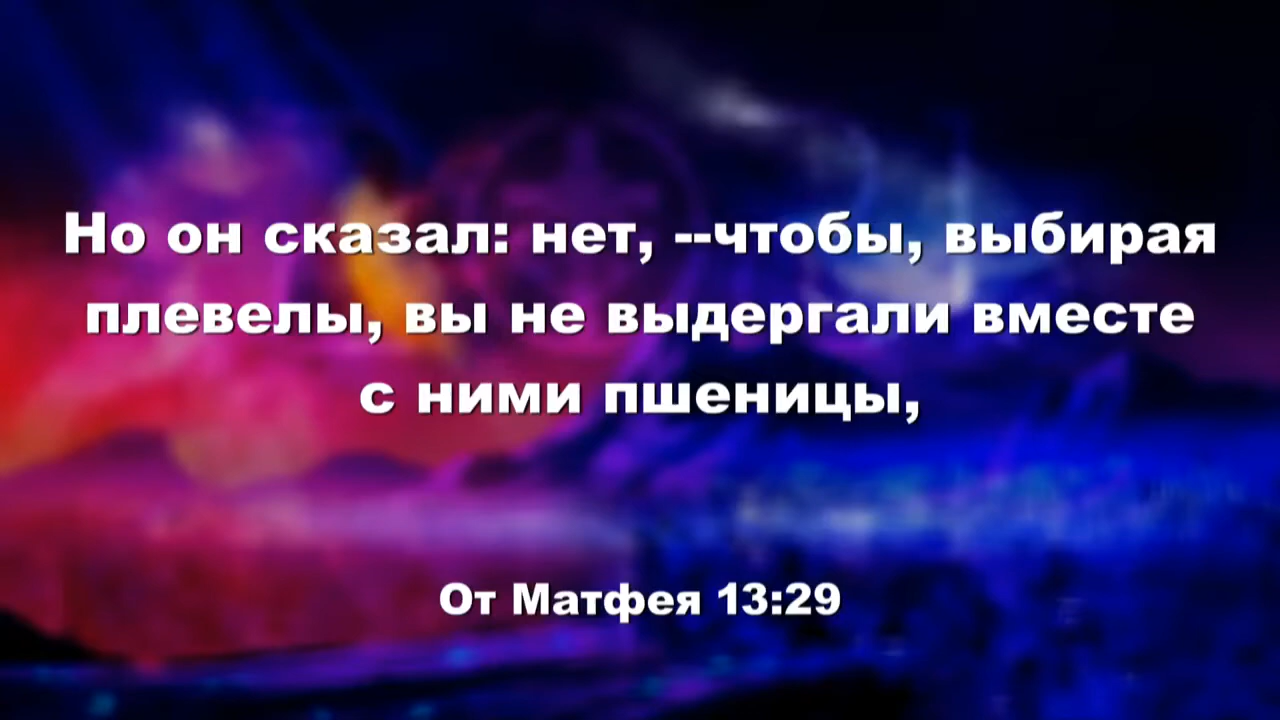 Но он сказал: нет, --чтобы, выбирая
плевелы, вы не выдергали вместе
с ними пшеницы,
От Матфея 13:29